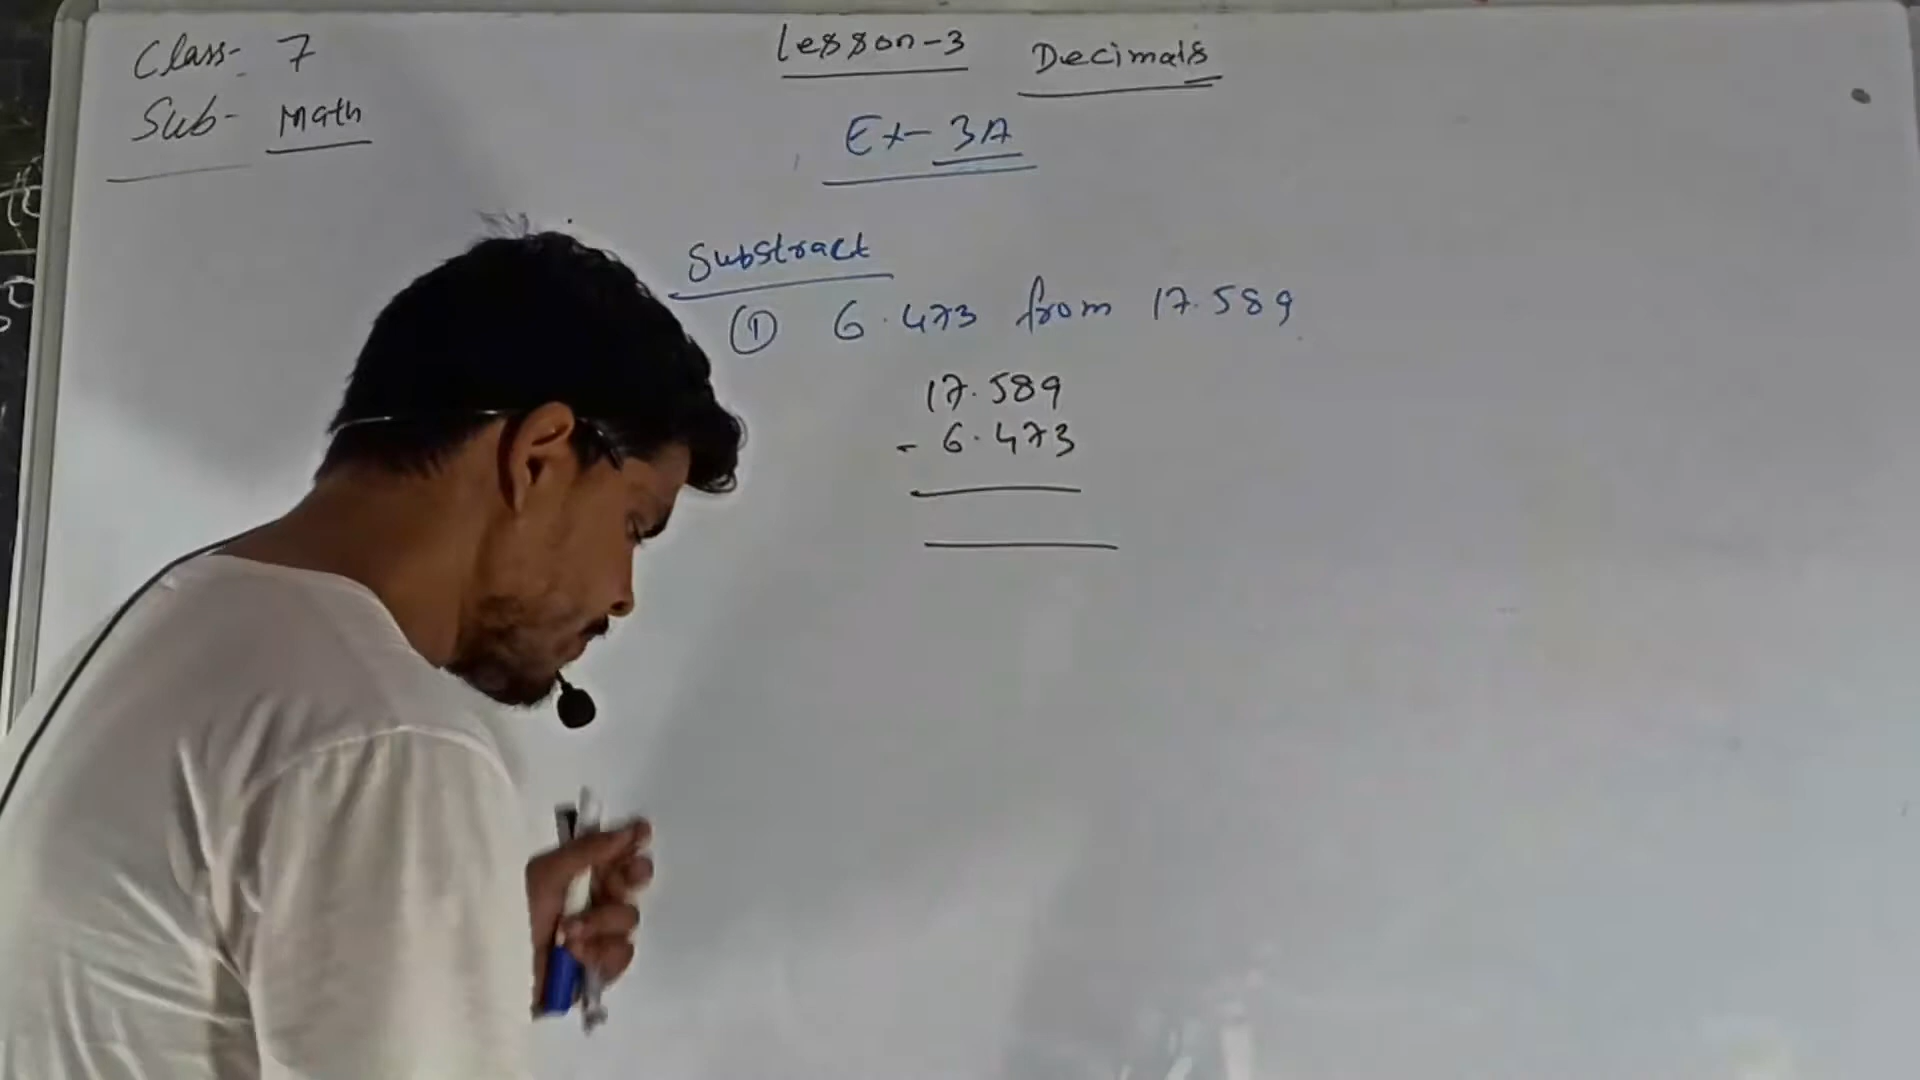 Class- 7
Sub- Math
Lesson-3 Decimals
Ex- 3A
Substract
① 6.473 from 17.589
17.589
- 6.473